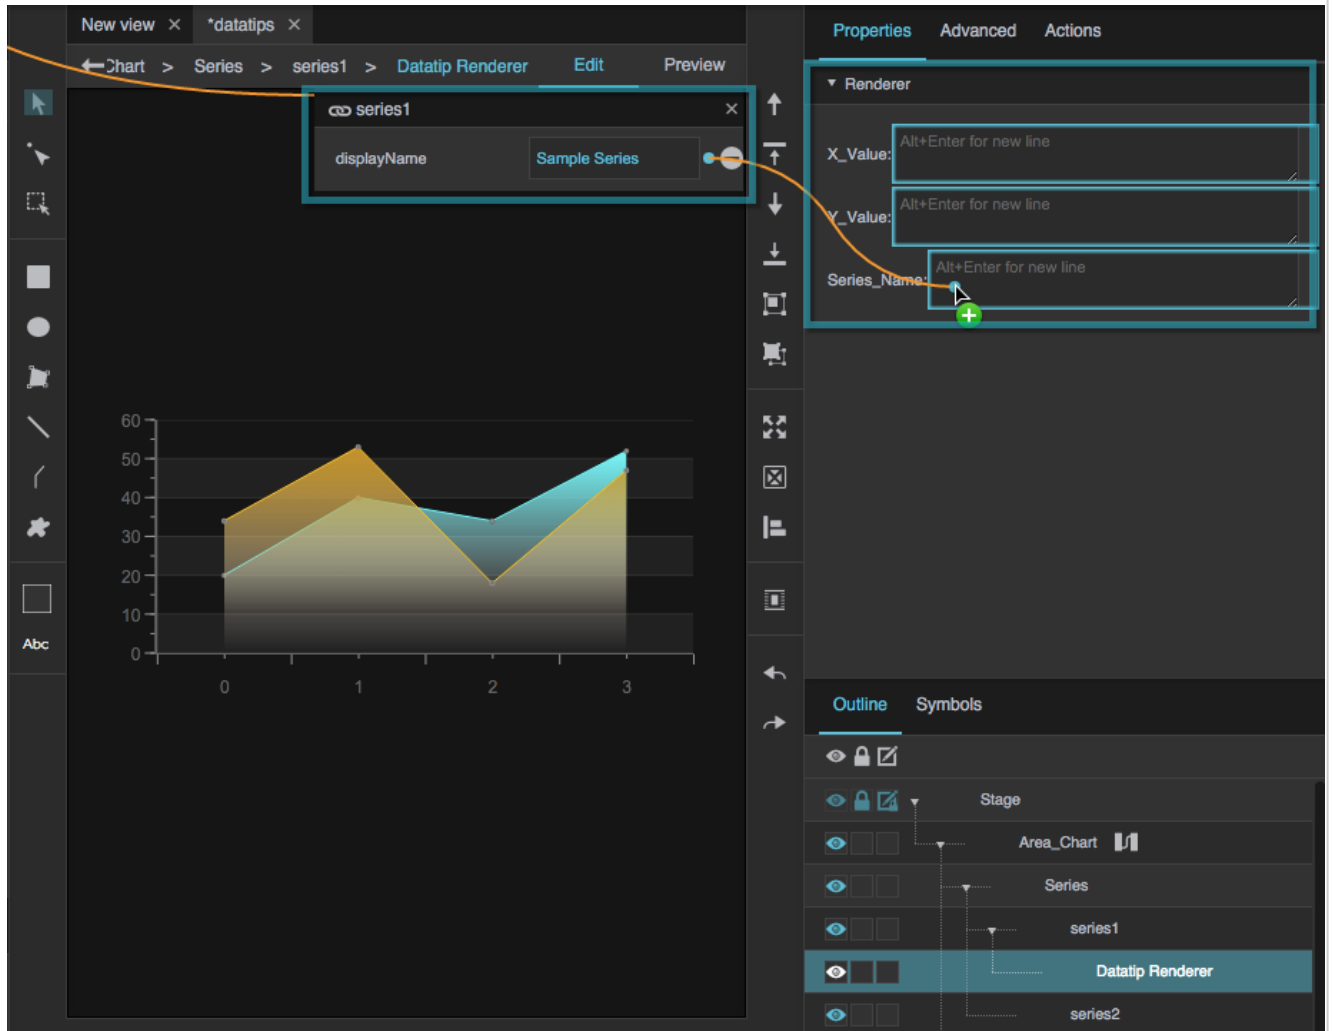 New view × *datatips ×
Chart > Series > series1 > Datatip Renderer Edit Preview
series1 ×
displayName Sample Series
Properties Advanced Actions
Renderer
X_Value: Alt+Enter for new line
Y_Value: Alt+Enter for new line
Series_Name: Alt+Enter for new line
Abc
60
50
40
30
20
10
0
0 1 2 3
Outline Symbols
Stage
Area_Chart
Series
series1
Datatip Renderer
series2